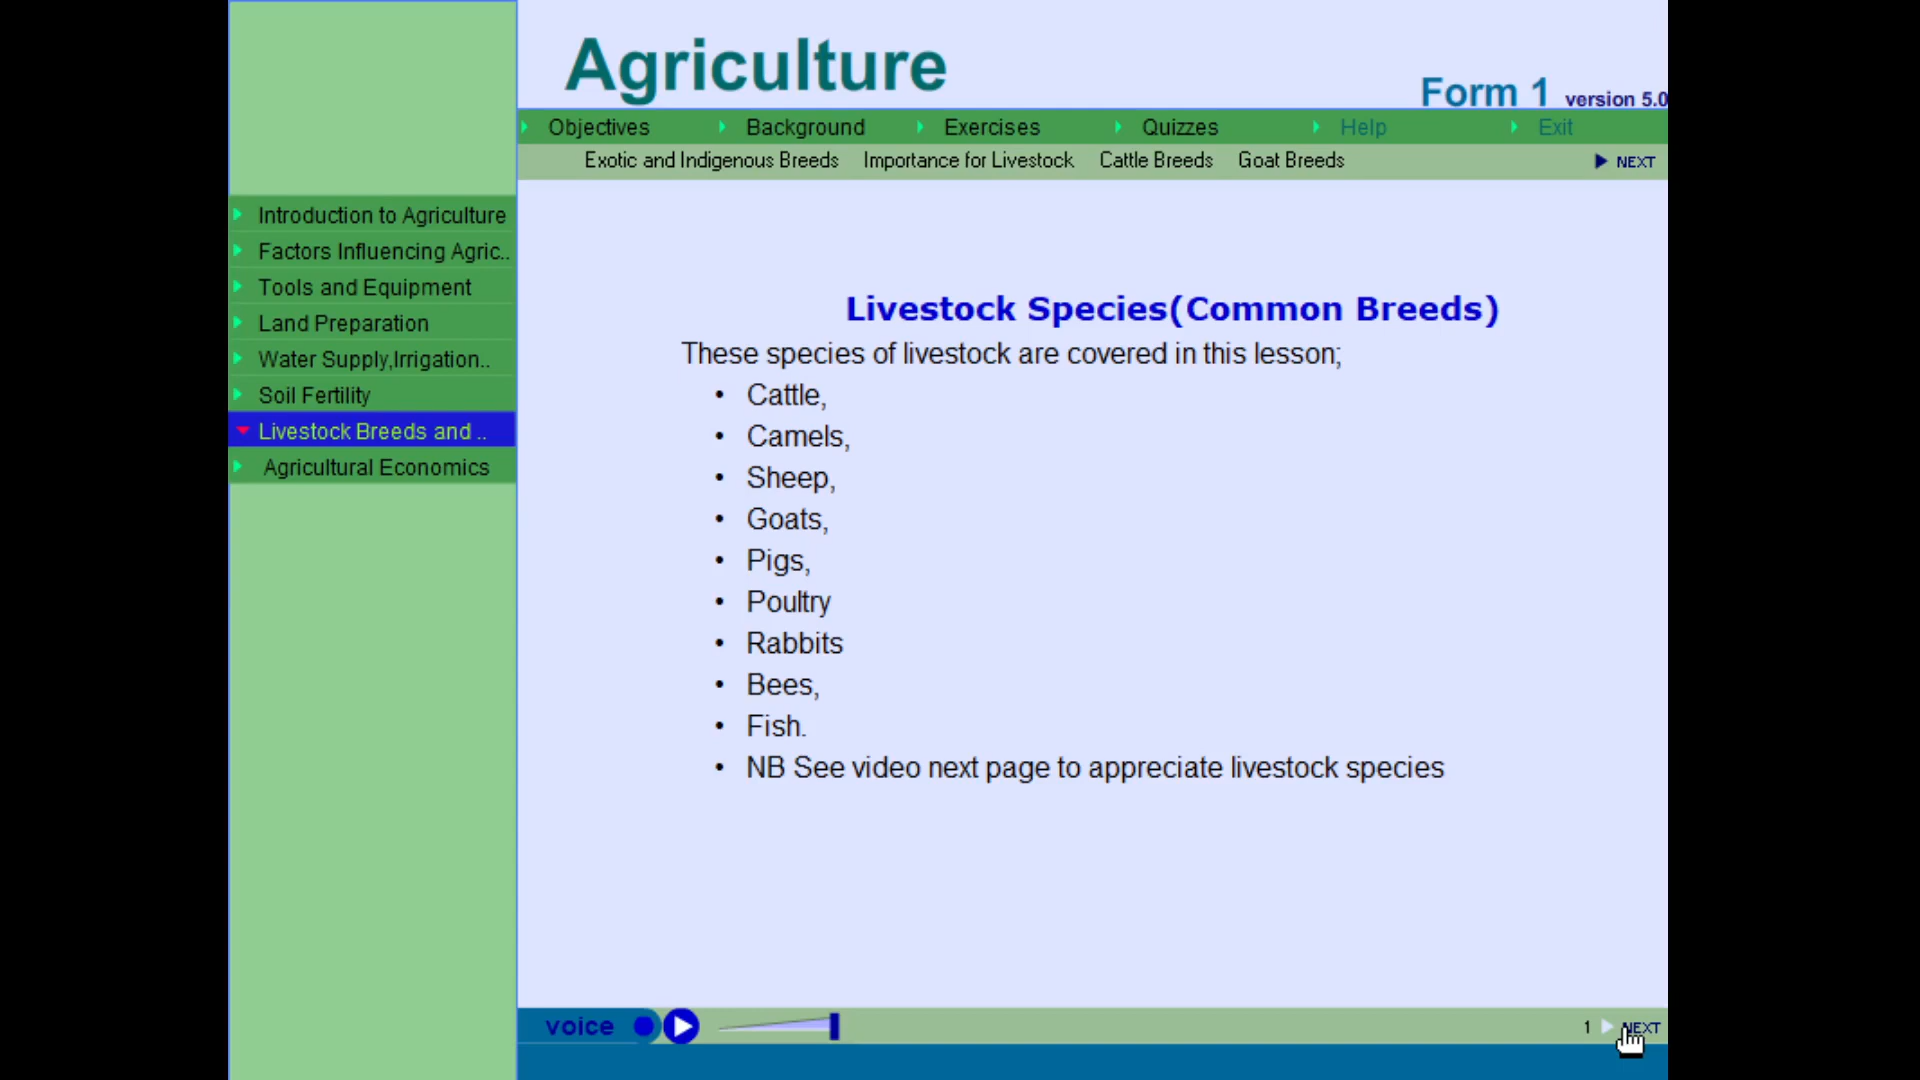 Agriculture
Form 1 version 5.0
Objectives Background Exercises Quizzes Help Exit
Exotic and Indigenous Breeds Importance for Livestock Cattle Breeds Goat Breeds NEXT
Introduction to Agriculture
Factors Influencing Agric..
Tools and Equipment
Land Preparation
Water Supply,Irrigation..
Soil Fertility
Livestock Breeds and ..
Agricultural Economics
Livestock Species(Common Breeds)
These species of livestock are covered in this lesson;
• Cattle,
• Camels,
• Sheep,
• Goats,
• Pigs,
• Poultry
• Rabbits
• Bees,
• Fish.
• NB See video next page to appreciate livestock species
voice
1 NEXT